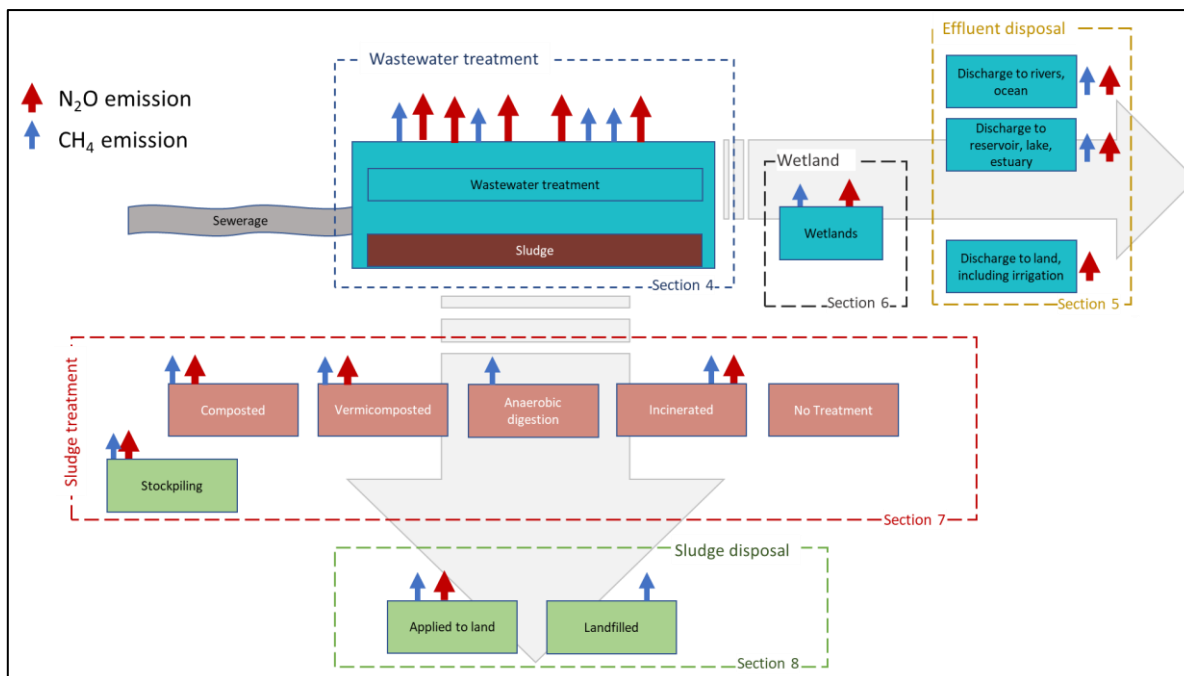 Effluent disposal
Wastewater treatment
N₂O emission
CH₄ emission
Discharge to rivers,
ocean
Discharge to
reservoir, lake,
estuary
Wetland
Wastewater treatment
Sewerage
Wetlands
Sludge
Discharge to land,
including irrigation
Section 4
Section 6
Section 5
Sludge treatment
Composted
Vermicomposted
Anaerobic
digestion
Incinerated
No Treatment
Stockpiling
Section 7
Sludge disposal
Applied to land
Landfilled
Section 8